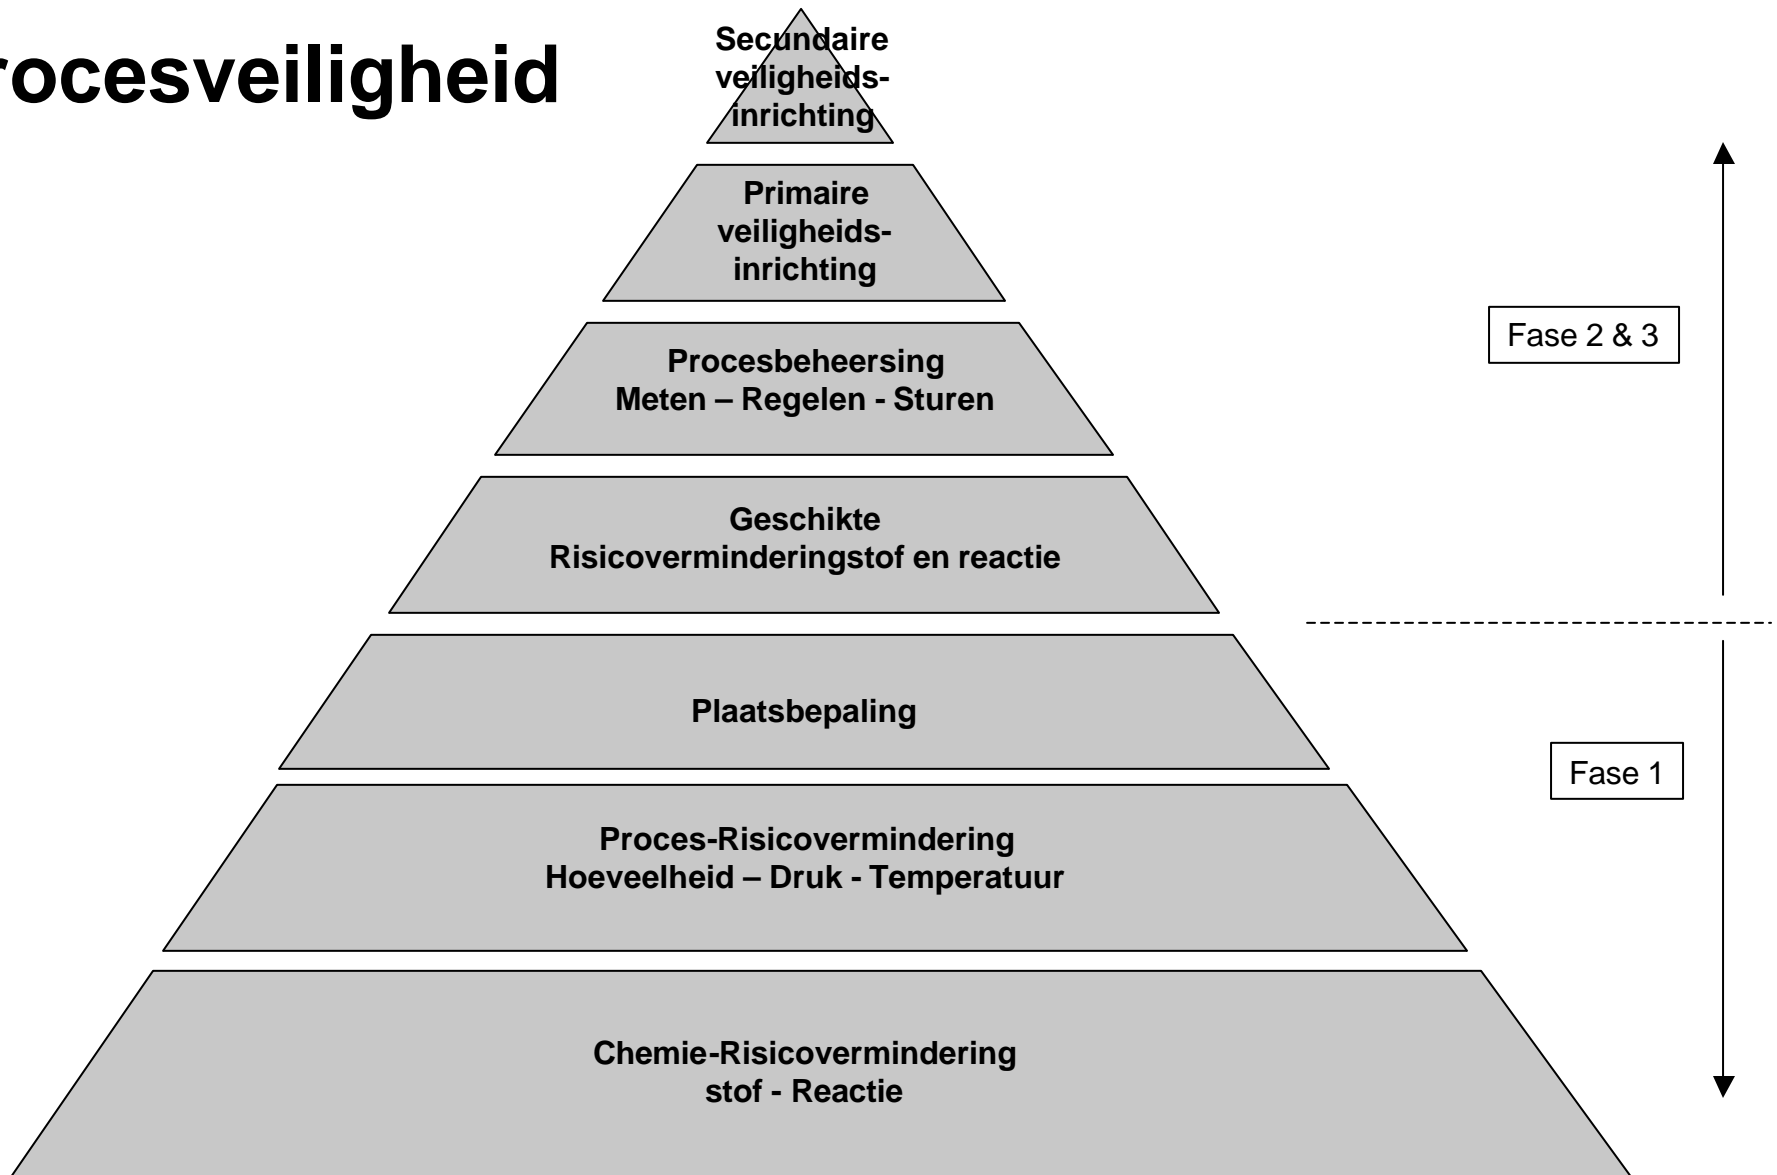 rocesveiligheid
Secundaire
veiligheids-
inrichting
Primaire
veiligheids-
inrichting
Procesbeheersing
Meten – Regelen - Sturen
Fase 2 & 3
Geschikte
Risicoverminderingstof en reactie
Plaatsbepaling
Fase 1
Proces-Risicovermindering
Hoeveelheid – Druk - Temperatuur
Chemie-Risicovermindering
stof - Reactie